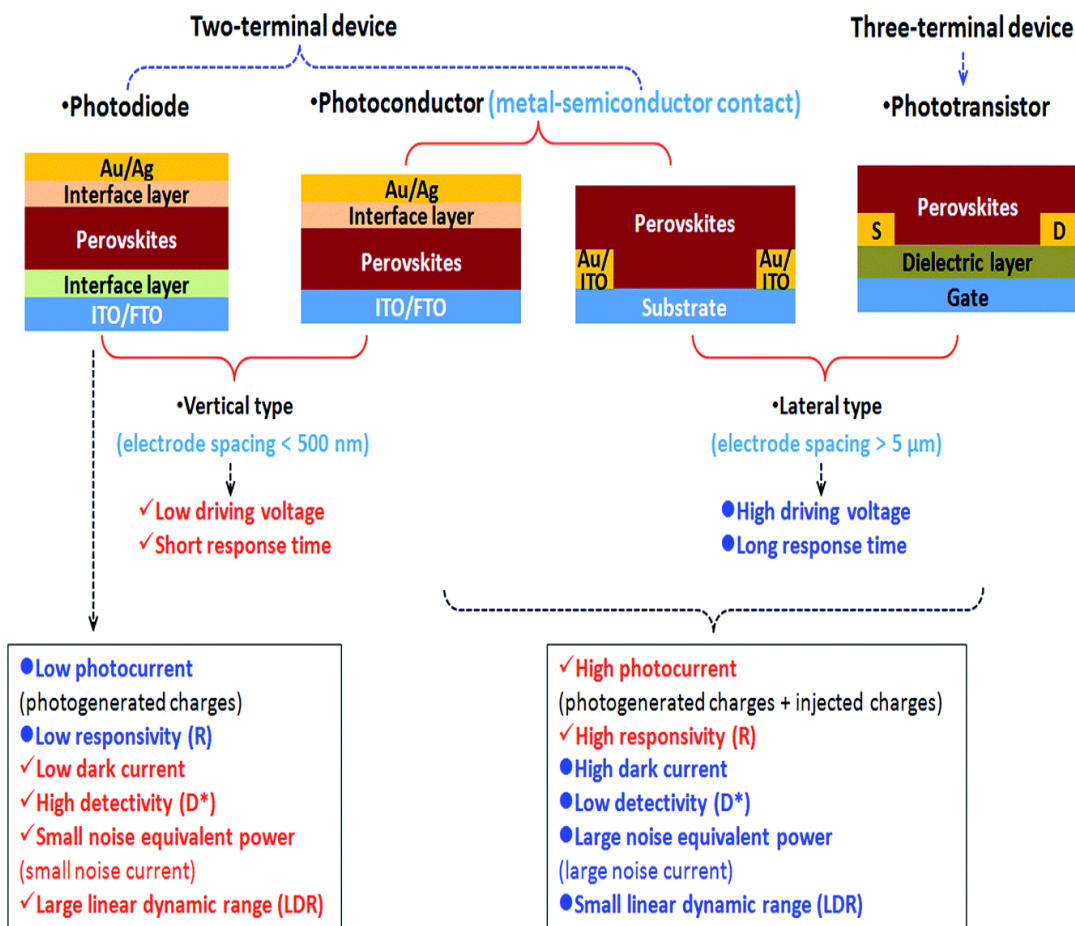 Two-terminal device
Three-terminal device
•Photodiode
•Photoconductor (metal-semiconductor contact)
•Phototransistor
Au/Ag
Interface layer
Perovskites
Interface layer
ITO/FTO
Au/Ag
Interface layer
Perovskites
ITO/FTO
Perovskites
Au/
ITO
Au/
ITO
Substrate
Perovskites
S
D
Dielectric layer
Gate
•Vertical type
(electrode spacing < 500 nm)
✓Low driving voltage
✓Short response time
•Lateral type
(electrode spacing > 5 μm)
●High driving voltage
●Long response time
●Low photocurrent
(photogenerated charges)
●Low responsivity (R)
✓Low dark current
✓High detectivity (D*)
✓Small noise equivalent power
(small noise current)
✓Large linear dynamic range (LDR)
✓High photocurrent
(photogenerated charges + injected charges)
✓High responsivity (R)
●High dark current
●Low detectivity (D*)
●Large noise equivalent power
(large noise current)
●Small linear dynamic range (LDR)